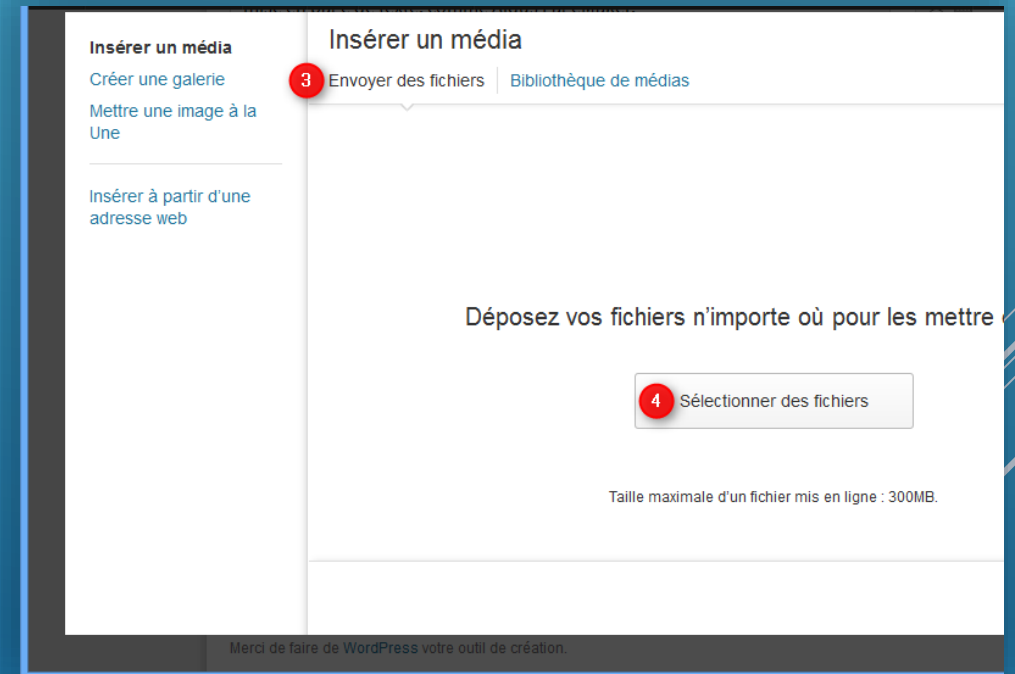 Insérer un média
Créer une galerie
Mettre une image à la
Une
Insérer à partir d'une
adresse web
Insérer un média
3 Envoyer des fichiers Bibliothèque de médias
Déposez vos fichiers n'importe où pour les mettre
4 Sélectionner des fichiers
Taille maximale d'un fichier mis en ligne : 300MB.
Merci de faire de WordPress votre outil de création.